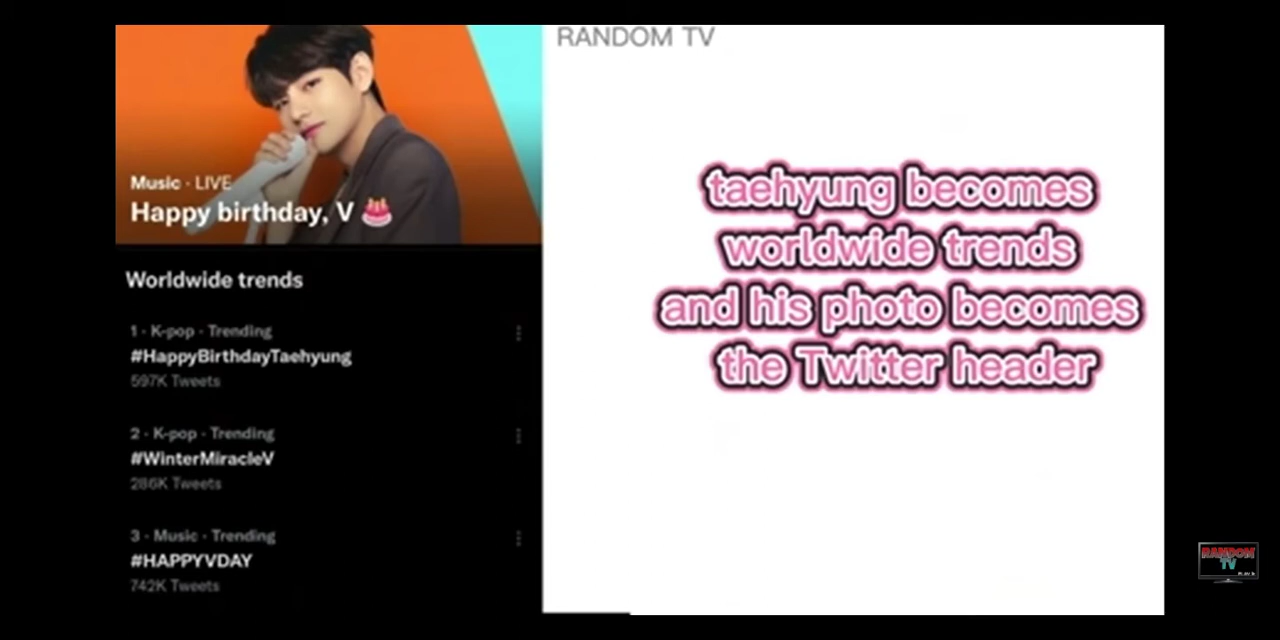 RANDOM TV
Music · LIVE
Happy birthday, V 🎂
Worldwide trends
1 · K-pop · Trending
#HappyBirthdayTaehyung
597K Tweets
2 · K-pop · Trending
#WinterMiracleV
286K Tweets
3 · Music · Trending
#HAPPYVDAY
742K Tweets
taehyung becomes
worldwide trends
and his photo becomes
the Twitter header
RANDOM
TV